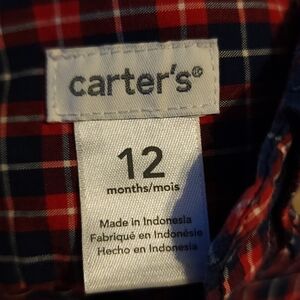 carter's®
12
months/mois
Made in Indonesia
Fabriqué en Indonésie
Hecho en Indonesia